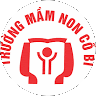 TRƯỜNG MẦM NON CỔ BI